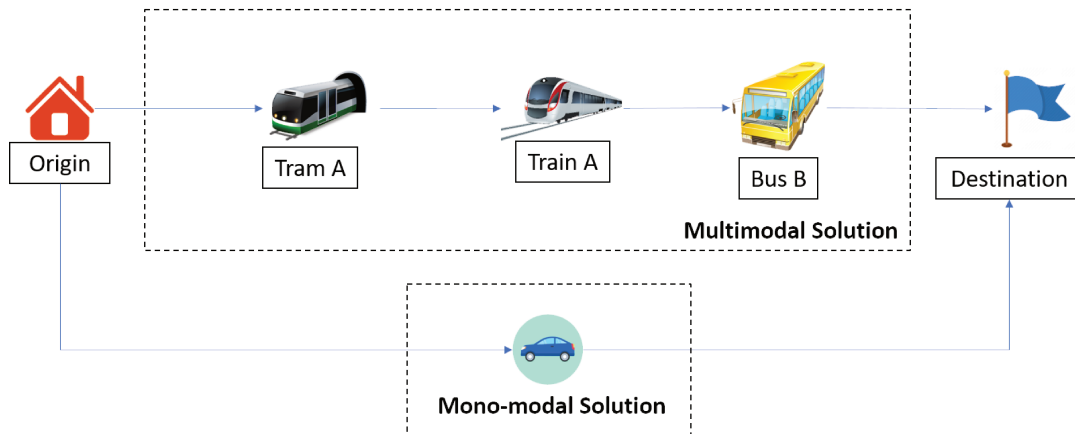 Origin
Tram A
Train A
Bus B
Destination
Multimodal Solution
Mono-modal Solution